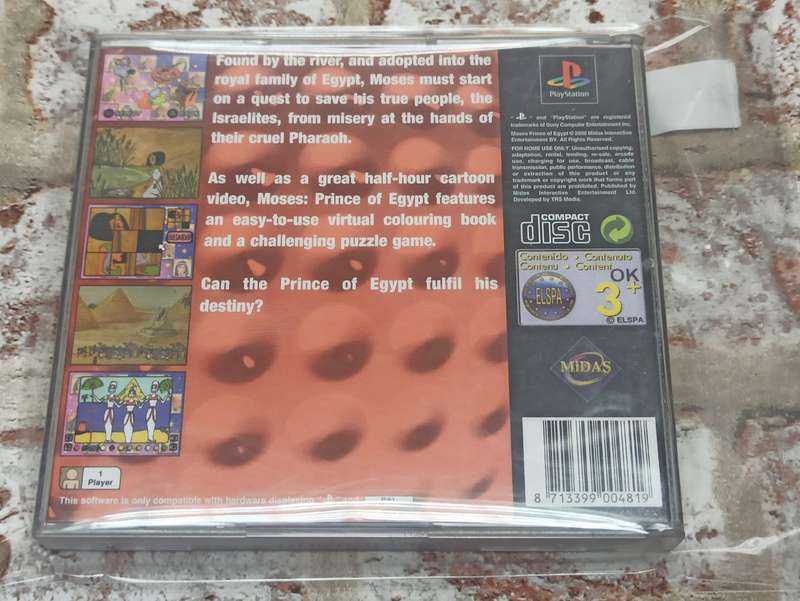 Found by the river, and adopted into the
royal family of Egypt, Moses must start
on a quest to save his true people, the
Israelites, from misery at the hands of
their cruel Pharaoh.
As well as a great half-hour cartoon
video, Moses: Prince of Egypt features
an easy-to-use virtual colouring book
and a challenging puzzle game.
Can the Prince of Egypt fulfil his
destiny?
1
Player
This software is only compatible with hardware displaying " " and PAL
PlayStation
" " and "PlayStation" are registered
trademarks of Sony Computer Entertainment Inc.
Moses Prince of Egypt © 2000 Midas Interactive
Entertainment BV. All Rights Reserved.
FOR HOME USE ONLY. Unauthorised copying,
adaptation, rental, lending, re-sale, arcade
use, charging for use, broadcast, cable
transmission, public performance, distribution
or extraction of this product or any
trademark or copyright work that forms part
of this product are prohibited. Published by
Midas Interactive Entertainment Ltd.
Developed by TRS Media.
COMPACT
disc
Contenido • Contenuto
Contenu • Content
ELSPA
OK
3+
© ELSPA
MiDAS
8 713399 004819